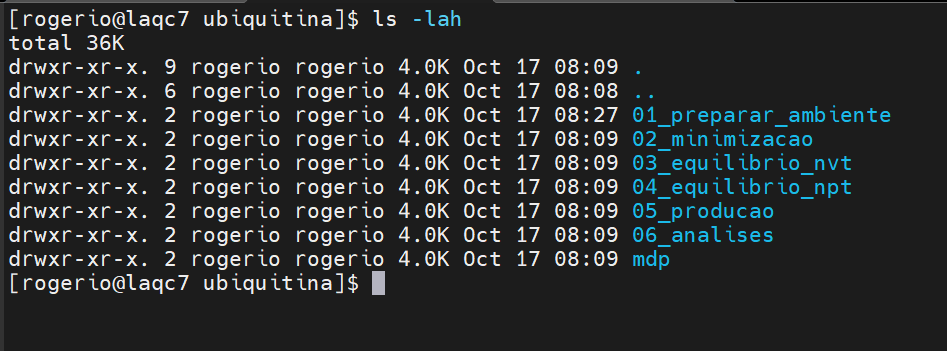 [rogerio@laqc7 ubiquitina]$ ls -lah
total 36K
drwxr-xr-x. 9 rogerio rogerio 4.0K Oct 17 08:09 .
drwxr-xr-x. 6 rogerio rogerio 4.0K Oct 17 08:08 ..
drwxr-xr-x. 2 rogerio rogerio 4.0K Oct 17 08:27 01_preparar_ambiente
drwxr-xr-x. 2 rogerio rogerio 4.0K Oct 17 08:09 02_minimizacao
drwxr-xr-x. 2 rogerio rogerio 4.0K Oct 17 08:09 03_equilibrio_nvt
drwxr-xr-x. 2 rogerio rogerio 4.0K Oct 17 08:09 04_equilibrio_npt
drwxr-xr-x. 2 rogerio rogerio 4.0K Oct 17 08:09 05_producao
drwxr-xr-x. 2 rogerio rogerio 4.0K Oct 17 08:09 06_analises
drwxr-xr-x. 2 rogerio rogerio 4.0K Oct 17 08:09 mdp
[rogerio@laqc7 ubiquitina]$